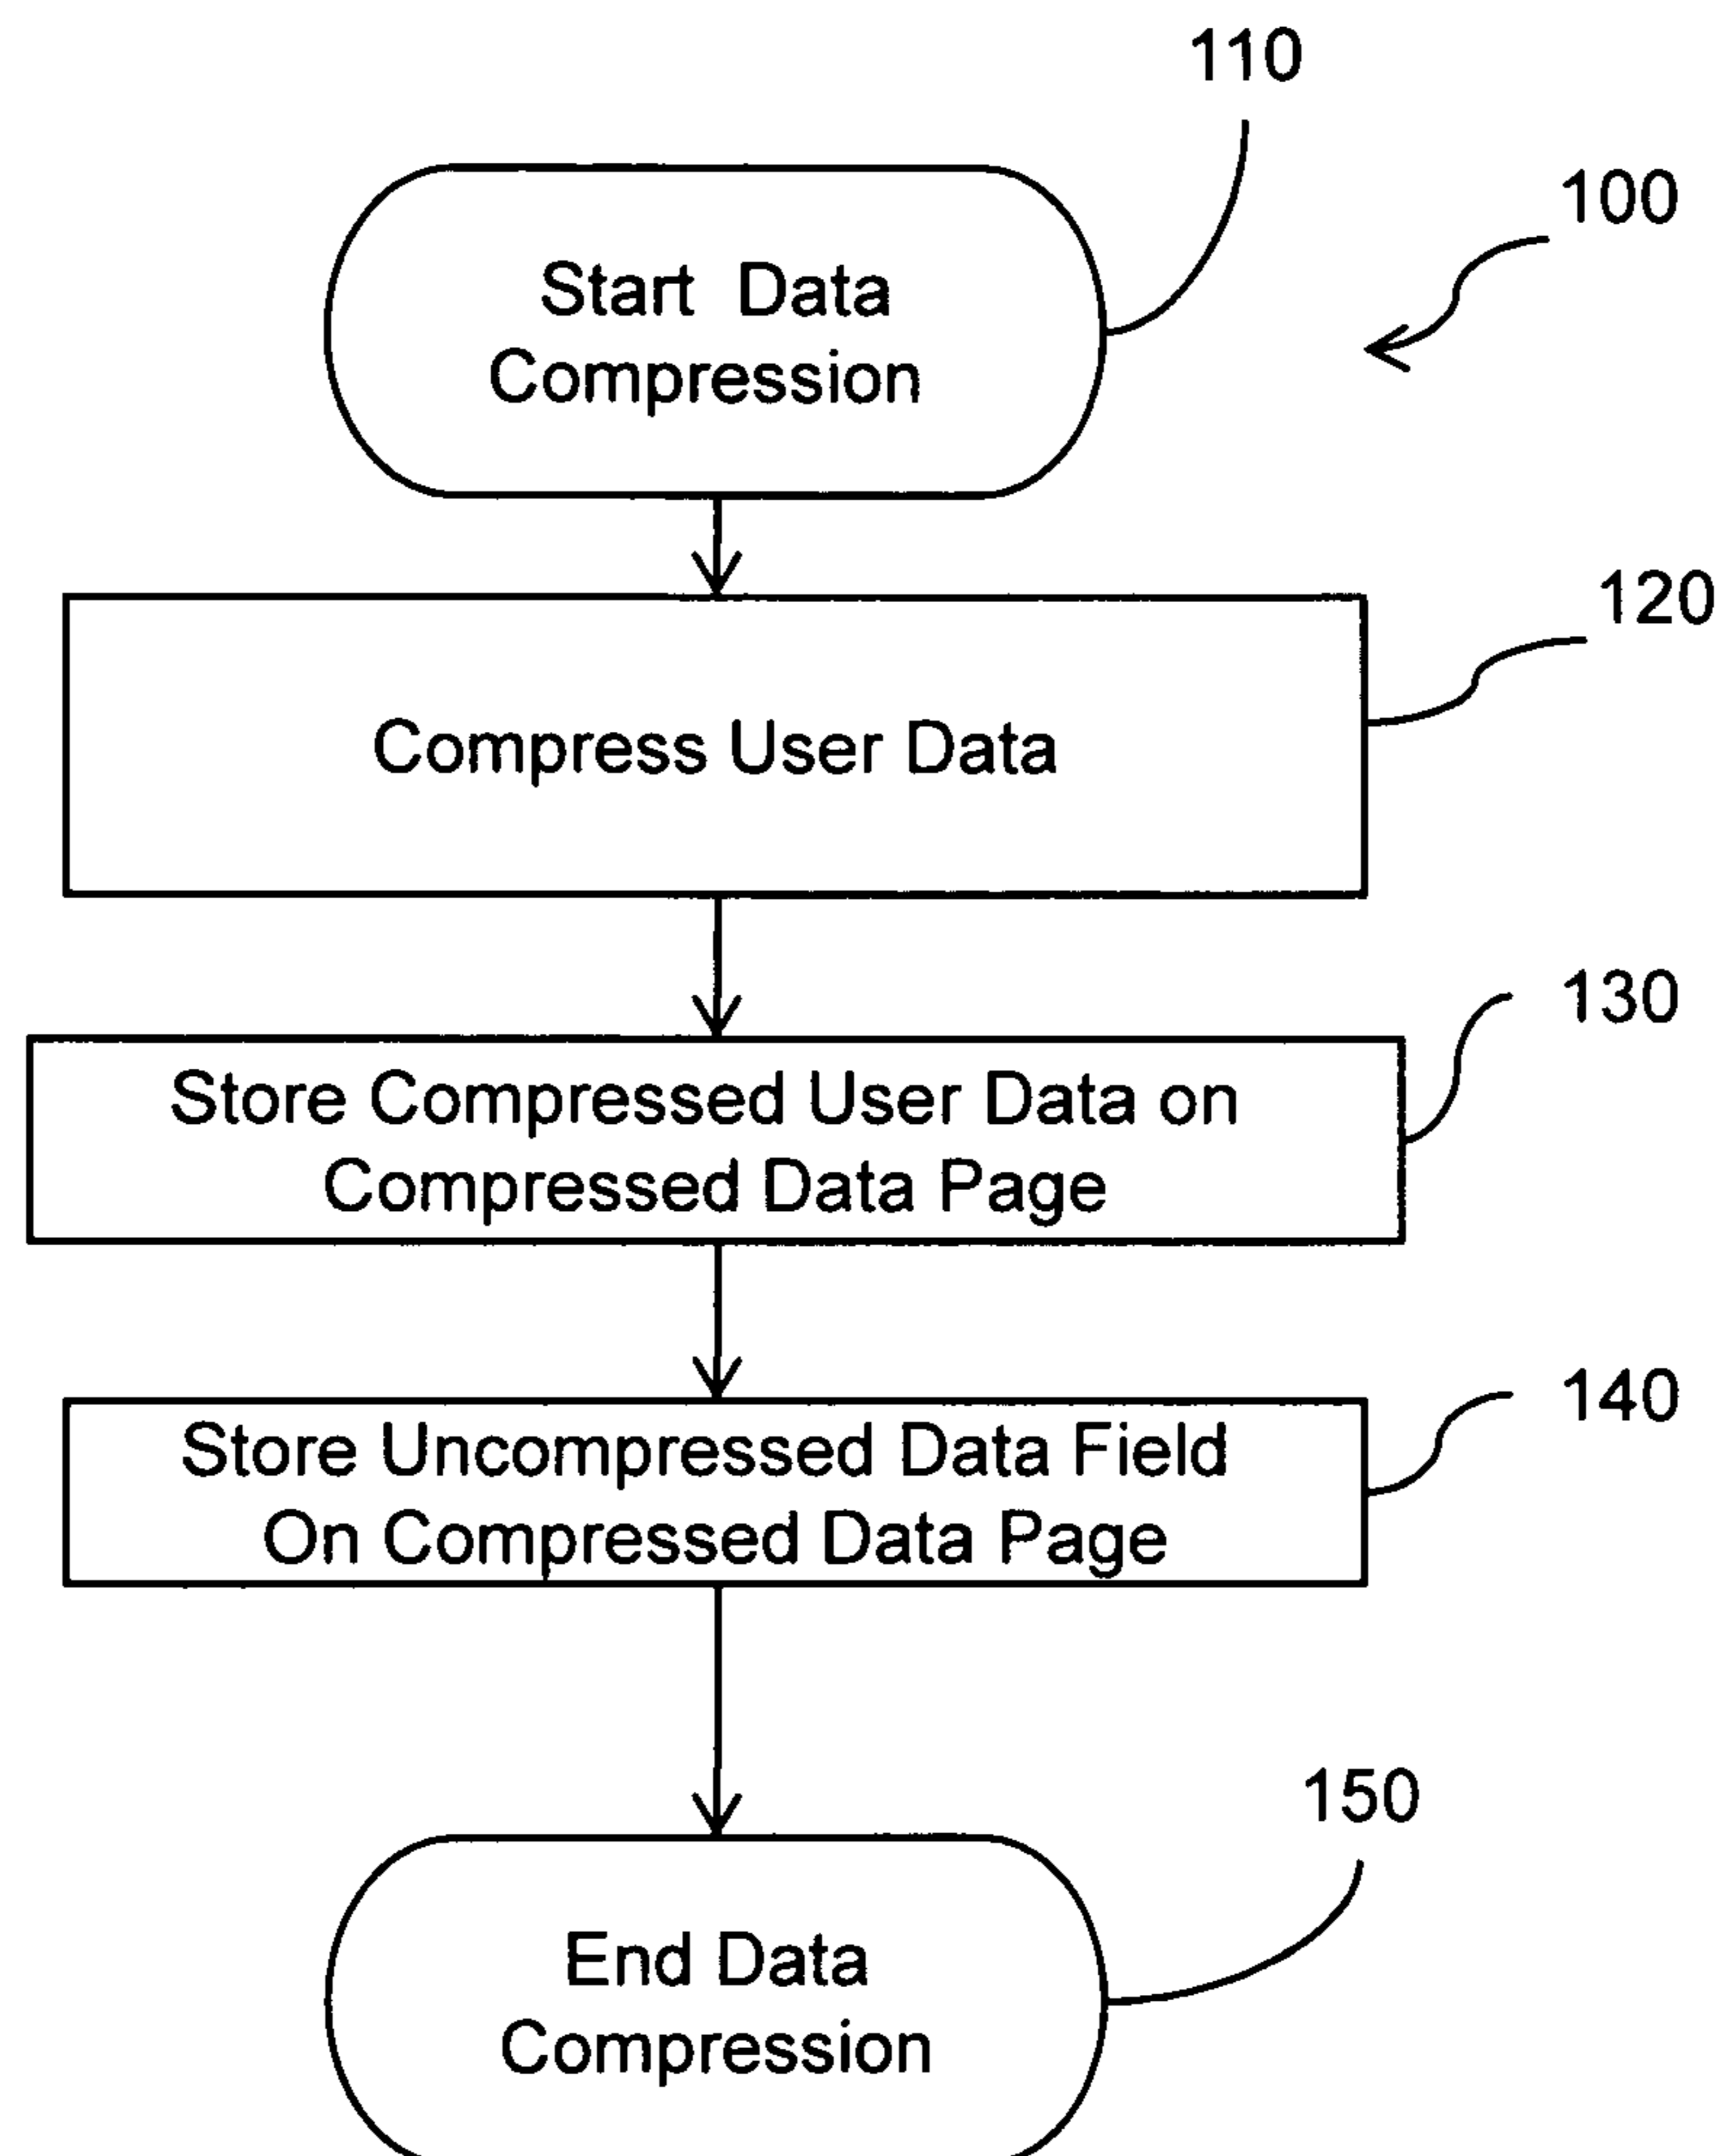 110
100
Start Data
Compression
120
Compress User Data
130
Store Compressed User Data on
Compressed Data Page
140
Store Uncompressed Data Field
On Compressed Data Page
150
End Data
Compression